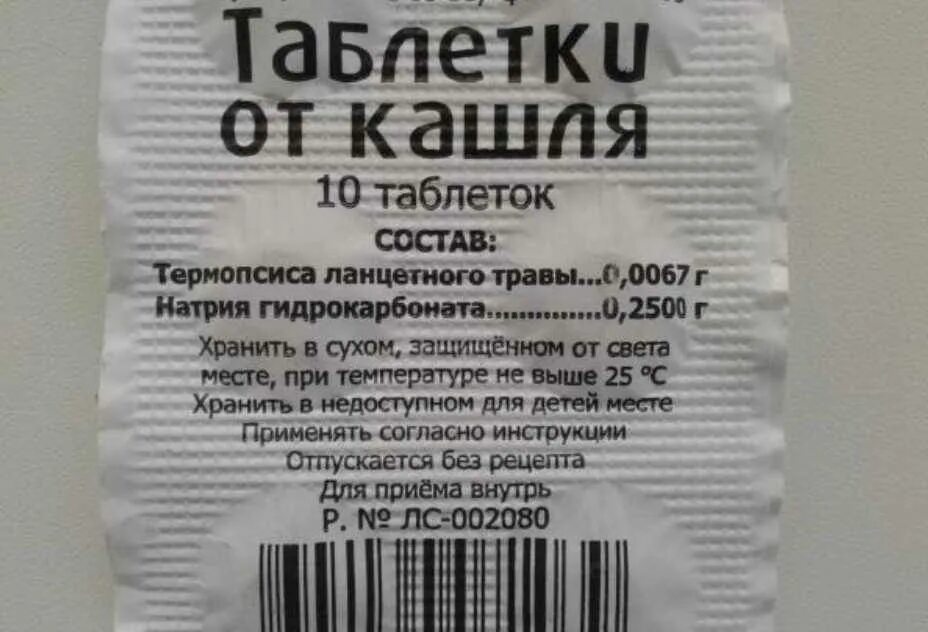 Таблетки
от кашля
10 таблеток
СОСТАВ:
Термопсиса ланцетного травы...0,0067 г
Натрия гидрокарбоната..............0,2500 г
Хранить в сухом, защищённом от света
месте, при температуре не выше 25 °С
Хранить в недоступном для детей месте
Применять согласно инструкции
Отпускается без рецепта
Для приёма внутрь
Р. № ЛС-002080